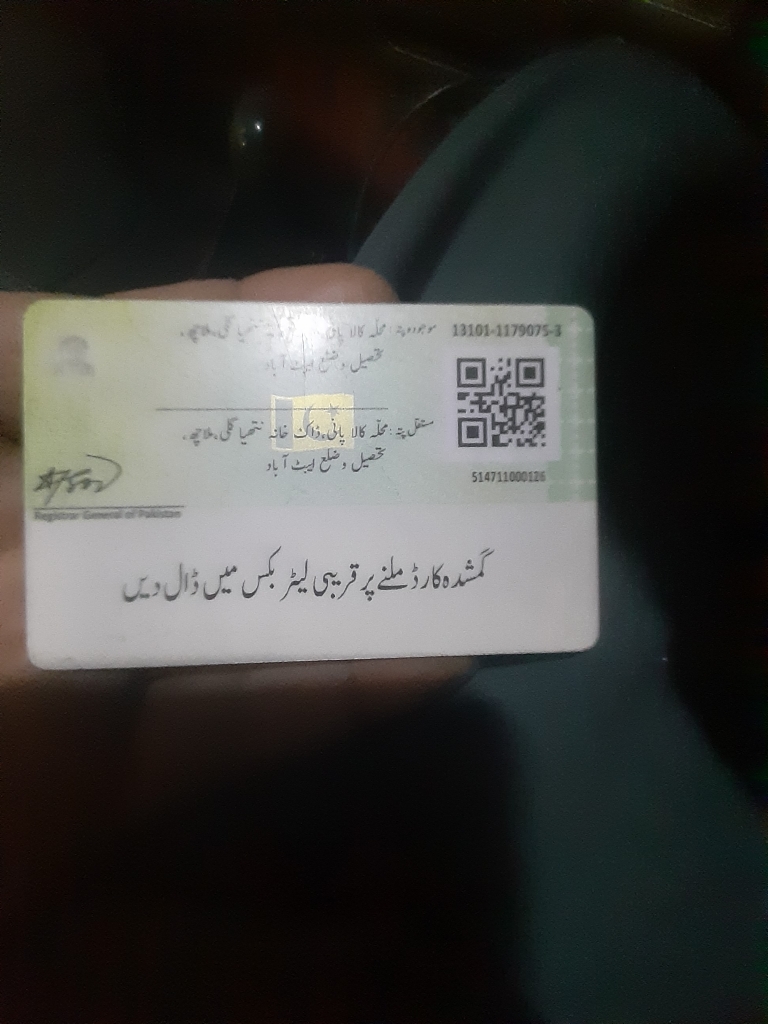 13101-1179075-3
موجودہ پتہ: محلہ کالا پانی، نتھیا گلی، ملاچھ،
تحصیل و ضلع ایبٹ آباد
مستقل پتہ: محلہ کالا پانی، ڈاک خانہ نتھیا گلی، ملاچھ،
تحصیل و ضلع ایبٹ آباد
514711000126
Registrar General of Pakistan
گمشدہ کارڈ ملنے پر قریبی لیٹر بکس میں ڈال دیں